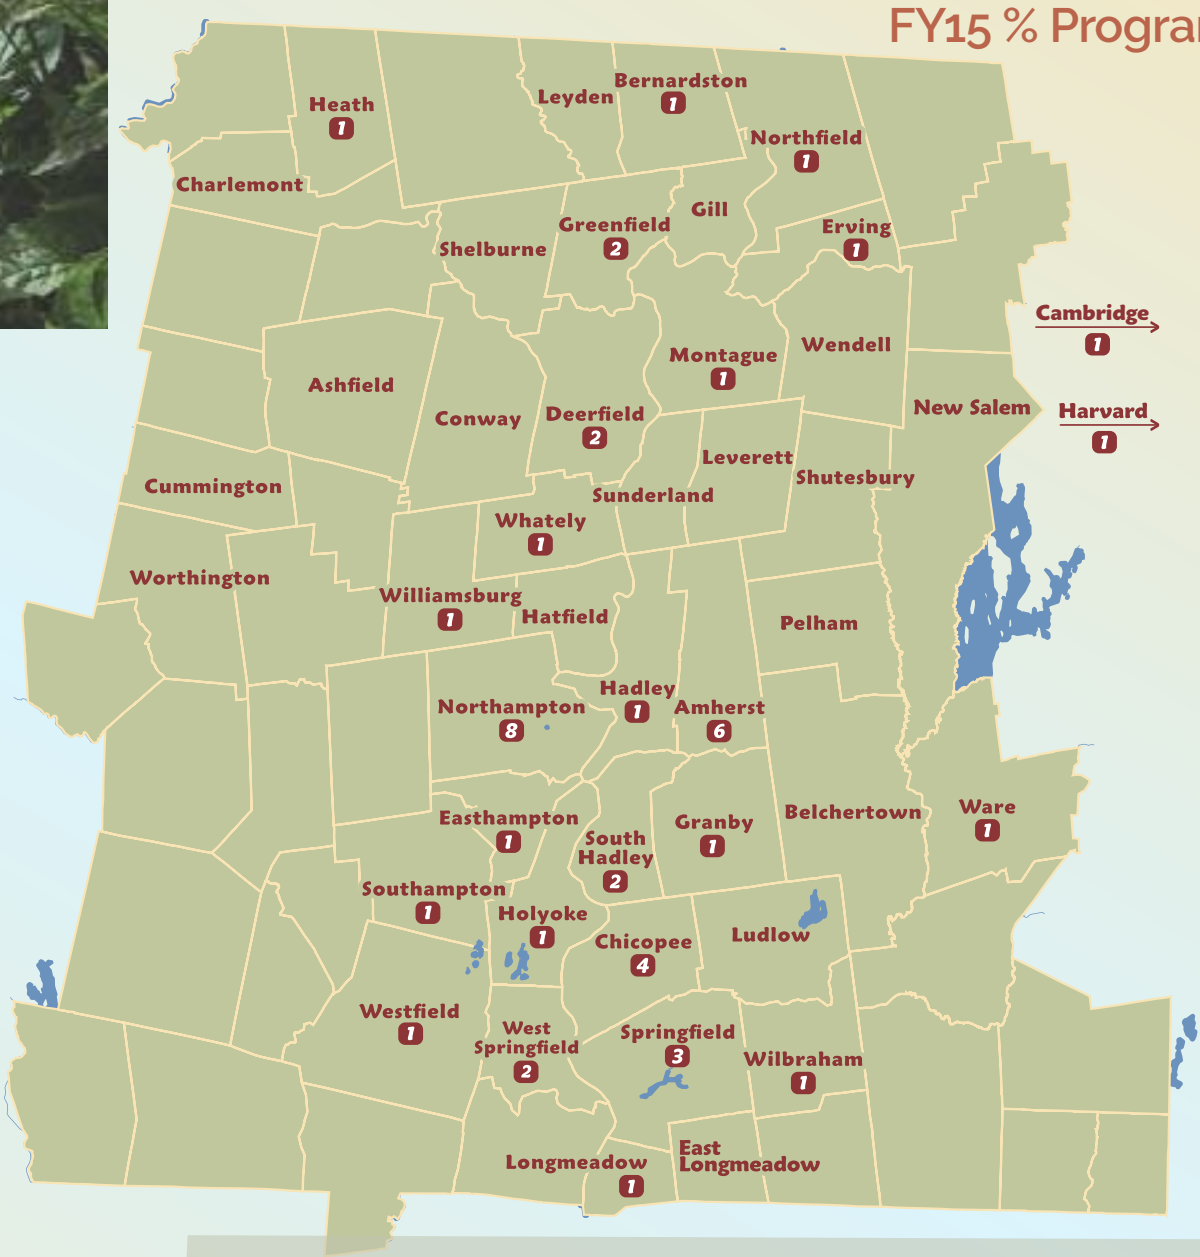 FY15 % Progra
Heath
1
Leyden
Bernardston
1
Northfield
1
Charlemont
Gill
Greenfield
2
Shelburne
Erving
1
Cambridge
1
Wendell
Montague
1
Ashfield
New Salem
Harvard
1
Conway
Deerfield
2
Leverett
Shutesbury
Cummington
Sunderland
Whately
1
Worthington
Williamsburg
1
Hatfield
Pelham
Hadley
1
Northampton
8
Amherst
6
Easthampton
1
Belchertown
Ware
1
Granby
1
South
Hadley
2
Southampton
1
Holyoke
1
Chicopee
4
Ludlow
Westfield
1
West
Springfield
2
Springfield
3
Wilbraham
1
Longmeadow
1
East
Longmeadow